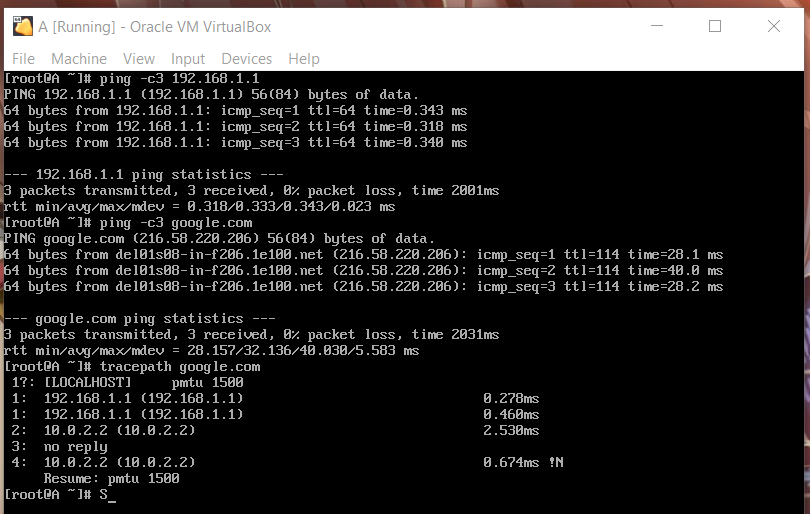 A [Running] - Oracle VM VirtualBox
File Machine View Input Devices Help
[root@A ~]# ping -c3 192.168.1.1
PING 192.168.1.1 (192.168.1.1) 56(84) bytes of data.
64 bytes from 192.168.1.1: icmp_seq=1 ttl=64 time=0.343 ms
64 bytes from 192.168.1.1: icmp_seq=2 ttl=64 time=0.318 ms
64 bytes from 192.168.1.1: icmp_seq=3 ttl=64 time=0.340 ms
--- 192.168.1.1 ping statistics ---
3 packets transmitted, 3 received, 0% packet loss, time 2001ms
rtt min/avg/max/mdev = 0.318/0.333/0.343/0.023 ms
[root@A ~]# ping -c3 google.com
PING google.com (216.58.220.206) 56(84) bytes of data.
64 bytes from del01s08-in-f206.1e100.net (216.58.220.206): icmp_seq=1 ttl=114 time=28.1 ms
64 bytes from del01s08-in-f206.1e100.net (216.58.220.206): icmp_seq=2 ttl=114 time=40.0 ms
64 bytes from del01s08-in-f206.1e100.net (216.58.220.206): icmp_seq=3 ttl=114 time=28.2 ms
--- google.com ping statistics ---
3 packets transmitted, 3 received, 0% packet loss, time 2031ms
rtt min/avg/max/mdev = 28.157/32.136/40.030/5.583 ms
[root@A ~]# tracepath google.com
1?: [LOCALHOST] pmtu 1500
1: 192.168.1.1 (192.168.1.1) 0.278ms
1: 192.168.1.1 (192.168.1.1) 0.460ms
2: 10.0.2.2 (10.0.2.2) 2.530ms
3: no reply
4: 10.0.2.2 (10.0.2.2) 0.674ms !N
Resume: pmtu 1500
[root@A ~]# S_